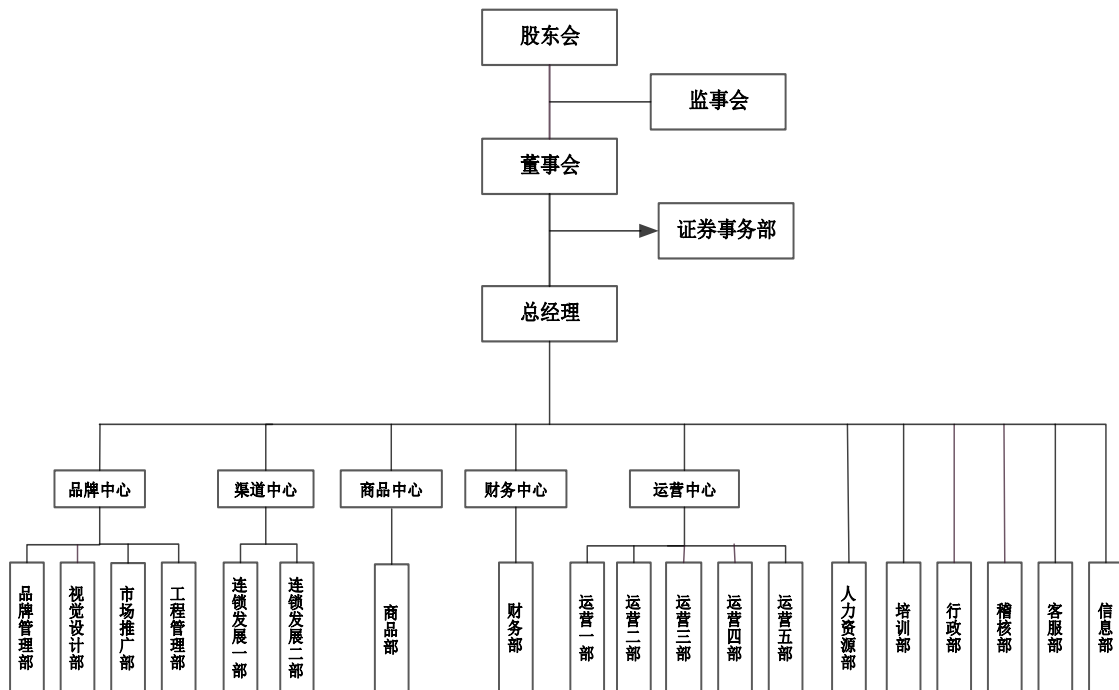 股东会
监事会
董事会
证券事务部
总经理
品牌中心
渠道中心
商品中心
财务中心
运营中心
品牌管理部
视觉设计部
市场推广部
工程管理部
连锁发展一部
连锁发展二部
商品部
财务部
运营一部
运营二部
运营三部
运营四部
运营五部
人力资源部
培训部
行政部
稽核部
客服部
信息部